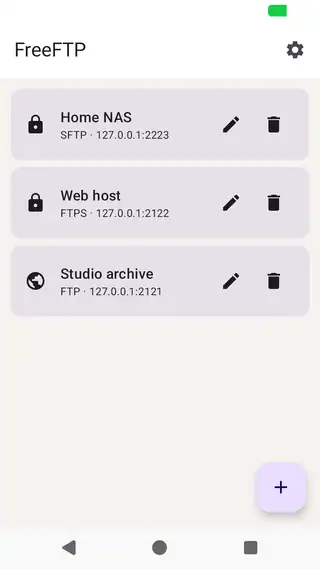 FreeFTP
Home NAS
SFTP · 127.0.0.1:2223
Web host
FTPS · 127.0.0.1:2122
Studio archive
FTP · 127.0.0.1:2121